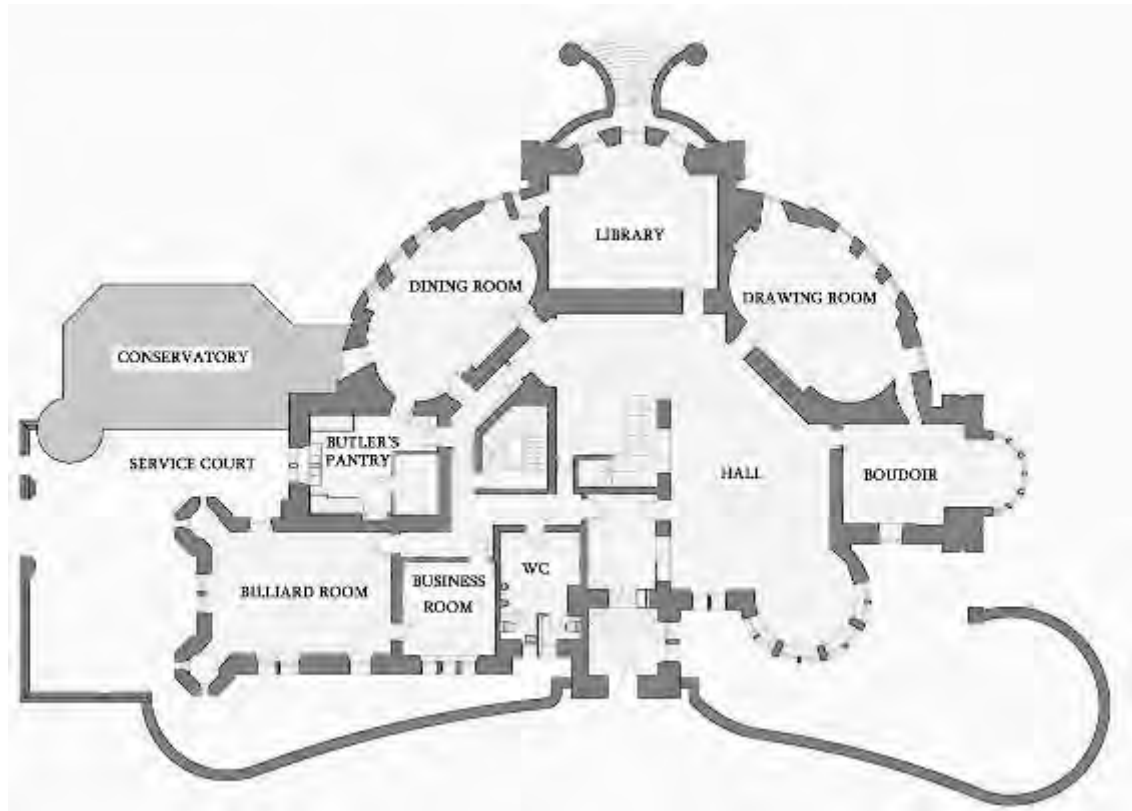 LIBRARY
DINING ROOM
DRAWING ROOM
CONSERVATORY
BUTLER'S
PANTRY
SERVICE COURT
HALL
BOUDOIR
WC
BILLIARD ROOM
BUSINESS
ROOM